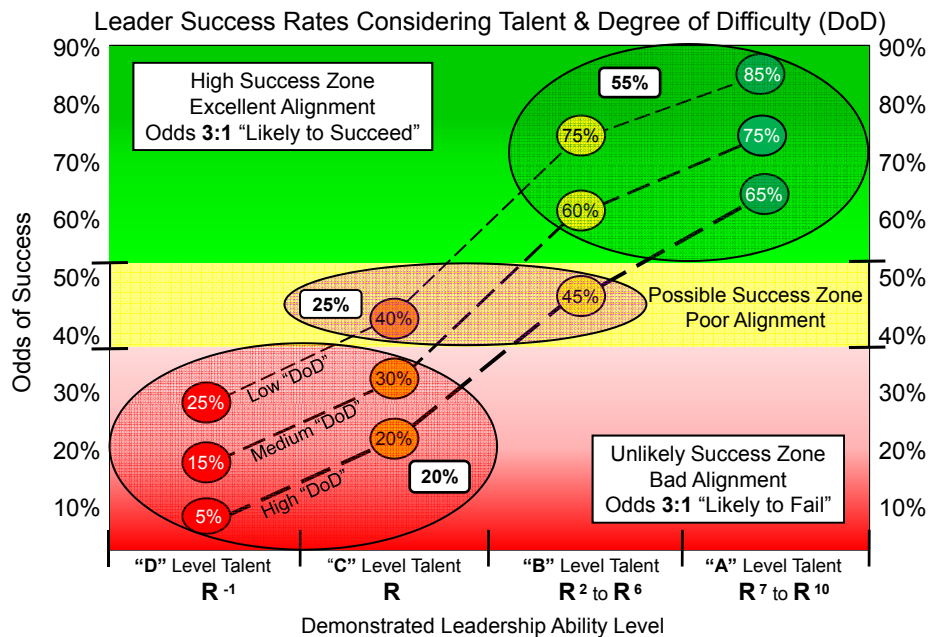 Leader Success Rates Considering Talent & Degree of Difficulty (DoD)
90%
80%
70%
60%
50%
40%
30%
20%
10%
Odds of Success
High Success Zone
Excellent Alignment
Odds 3:1 “Likely to Succeed”
55%
85%
75%
75%
60%
65%
25%
40%
45%
Possible Success Zone
Poor Alignment
25%
Low “DoD”
30%
15%
Medium “DoD”
20%
5%
High “DoD”
20%
Unlikely Success Zone
Bad Alignment
Odds 3:1 “Likely to Fail”
90%
80%
70%
60%
50%
40%
30%
20%
10%
“D” Level Talent
R -1
“C” Level Talent
R
“B” Level Talent
R 2 to R 6
“A” Level Talent
R 7 to R 10
Demonstrated Leadership Ability Level